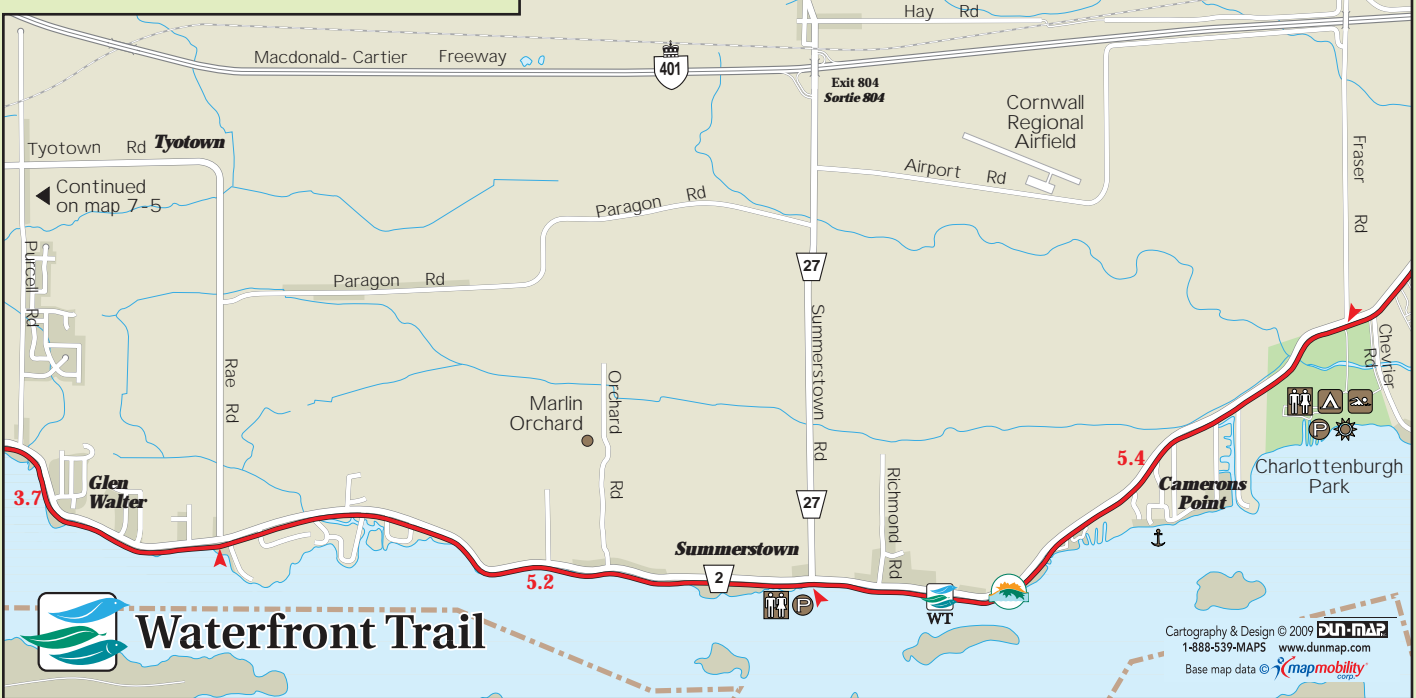 Hay Rd
Macdonald-Cartier Freeway
401
Exit 804
Sortie 804
Cornwall
Regional
Airfield
Tyotown Rd
Tyotown
Airport Rd
Fraser Rd
Continued
on map 7-5
Paragon Rd
Purcell Rd
27
Paragon Rd
Summerstown Rd
Chevrier Rd
Rae Rd
Orchard Rd
Marlin
Orchard
P
5.4
Charlottenburgh
Park
3.7
Glen
Walter
Camerons
Point
27
Richmond Rd
Summerstown
2
5.2
P
WT
Waterfront Trail
Cartography & Design © 2009 DUN-MAP
1-888-539-MAPS www.dunmap.com
Base map data © mapmobility corp.